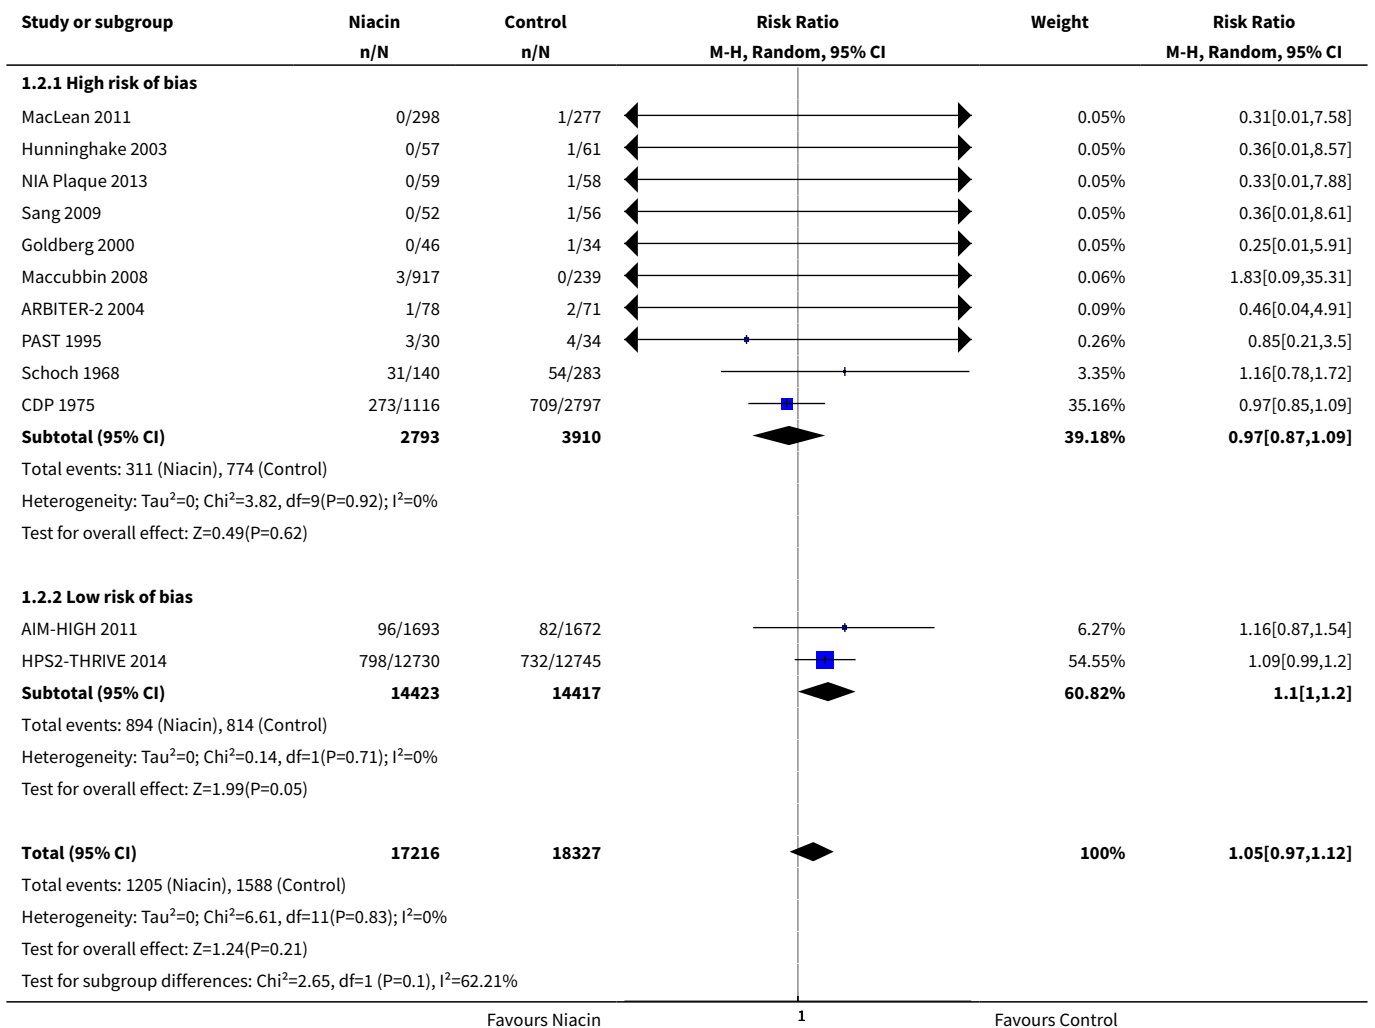 Study or subgroup Niacin Control Risk Ratio Weight Risk Ratio
n/N n/N M-H, Random, 95% CI M-H, Random, 95% CI
1.2.1 High risk of bias
MacLean 2011 0/298 1/277 0.05% 0.31[0.01,7.58]
Hunninghake 2003 0/57 1/61 0.05% 0.36[0.01,8.57]
NIA Plaque 2013 0/59 1/58 0.05% 0.33[0.01,7.88]
Sang 2009 0/52 1/56 0.05% 0.36[0.01,8.61]
Goldberg 2000 0/46 1/34 0.05% 0.25[0.01,5.91]
Maccubbin 2008 3/917 0/239 0.06% 1.83[0.09,35.31]
ARBITER-2 2004 1/78 2/71 0.09% 0.46[0.04,4.91]
PAST 1995 3/30 4/34 0.26% 0.85[0.21,3.5]
Schoch 1968 31/140 54/283 3.35% 1.16[0.78,1.72]
CDP 1975 273/1116 709/2797 35.16% 0.97[0.85,1.09]
Subtotal (95% CI) 2793 3910 39.18% 0.97[0.87,1.09]
Total events: 311 (Niacin), 774 (Control)
Heterogeneity: Tau²=0; Chi²=3.82, df=9(P=0.92); I²=0%
Test for overall effect: Z=0.49(P=0.62)
1.2.2 Low risk of bias
AIM-HIGH 2011 96/1693 82/1672 6.27% 1.16[0.87,1.54]
HPS2-THRIVE 2014 798/12730 732/12745 54.55% 1.09[0.99,1.2]
Subtotal (95% CI) 14423 14417 60.82% 1.1[1,1.2]
Total events: 894 (Niacin), 814 (Control)
Heterogeneity: Tau²=0; Chi²=0.14, df=1(P=0.71); I²=0%
Test for overall effect: Z=1.99(P=0.05)
Total (95% CI) 17216 18327 100% 1.05[0.97,1.12]
Total events: 1205 (Niacin), 1588 (Control)
Heterogeneity: Tau²=0; Chi²=6.61, df=11(P=0.83); I²=0%
Test for overall effect: Z=1.24(P=0.21)
Test for subgroup differences: Chi²=2.65, df=1 (P=0.1), I²=62.21%
Favours Niacin 1 Favours Control